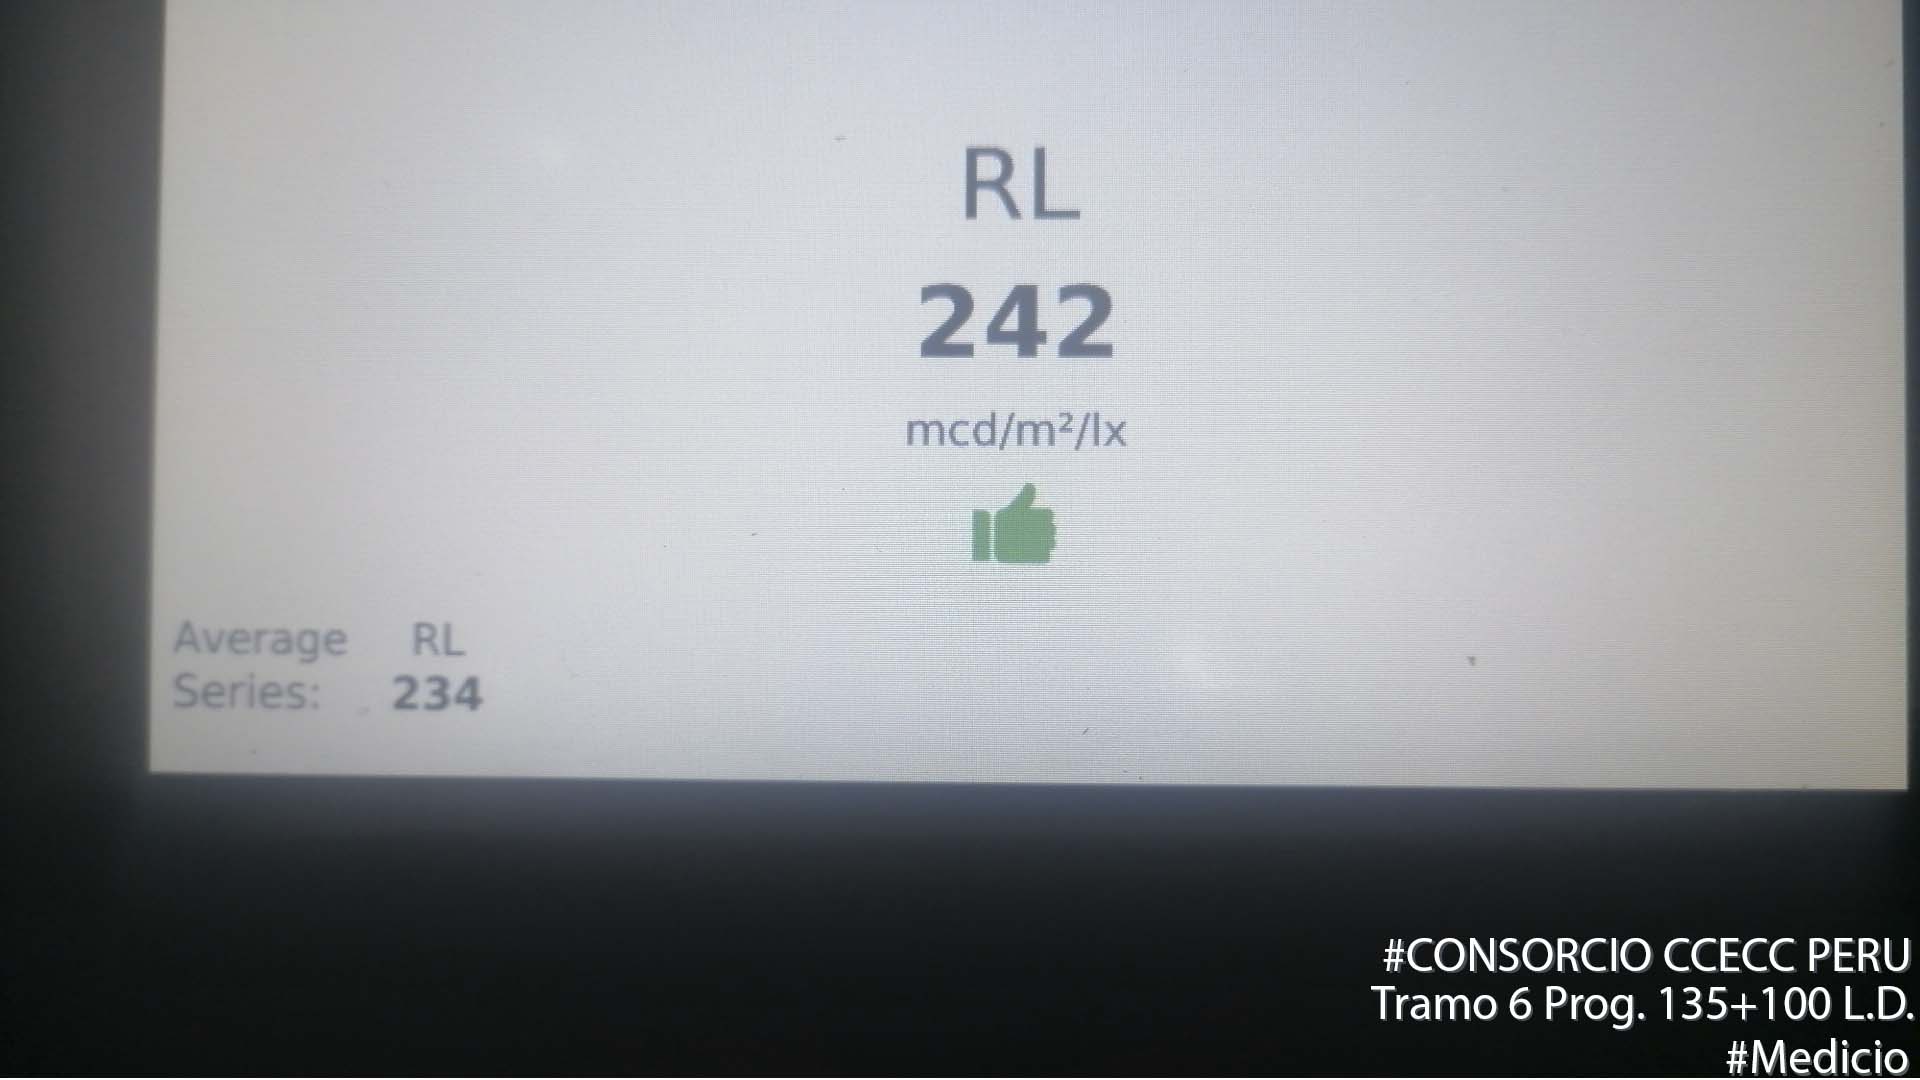 RL
242
mcd/m²/lx
Average RL
Series: 234
#CONSORCIO CCECC PERU
Tramo 6 Prog. 135+100 L.D.
#Medicio